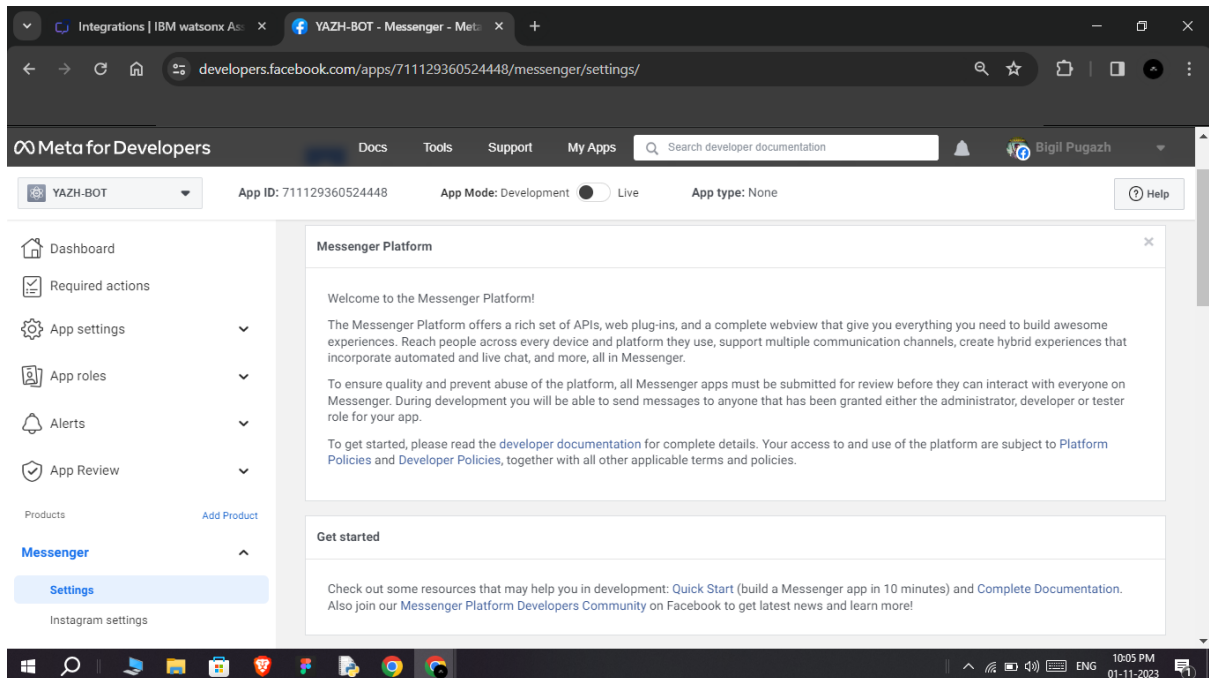 Integrations | IBM watsonx Ass
YAZH-BOT - Messenger - Meta
developers.facebook.com/apps/711129360524448/messenger/settings/
Meta for Developers
Docs
Tools
Support
My Apps
Search developer documentation
Bigil Pugazh
YAZH-BOT
App ID: 711129360524448
App Mode: Development
Live
App type: None
? Help
Dashboard
Required actions
App settings
App roles
Alerts
App Review
Products
Add Product
Messenger
Settings
Instagram settings
Messenger Platform
Welcome to the Messenger Platform!
The Messenger Platform offers a rich set of APIs, web plug-ins, and a complete webview that give you everything you need to build awesome
experiences. Reach people across every device and platform they use, support multiple communication channels, create hybrid experiences that
incorporate automated and live chat, and more, all in Messenger.
To ensure quality and prevent abuse of the platform, all Messenger apps must be submitted for review before they can interact with everyone on
Messenger. During development you will be able to send messages to anyone that has been granted either the administrator, developer or tester
role for your app.
To get started, please read the developer documentation for complete details. Your access to and use of the platform are subject to Platform
Policies and Developer Policies, together with all other applicable terms and policies.
Get started
Check out some resources that may help you in development: Quick Start (build a Messenger app in 10 minutes) and Complete Documentation.
Also join our Messenger Platform Developers Community on Facebook to get latest news and learn more!
ENG
10:05 PM
01-11-2023